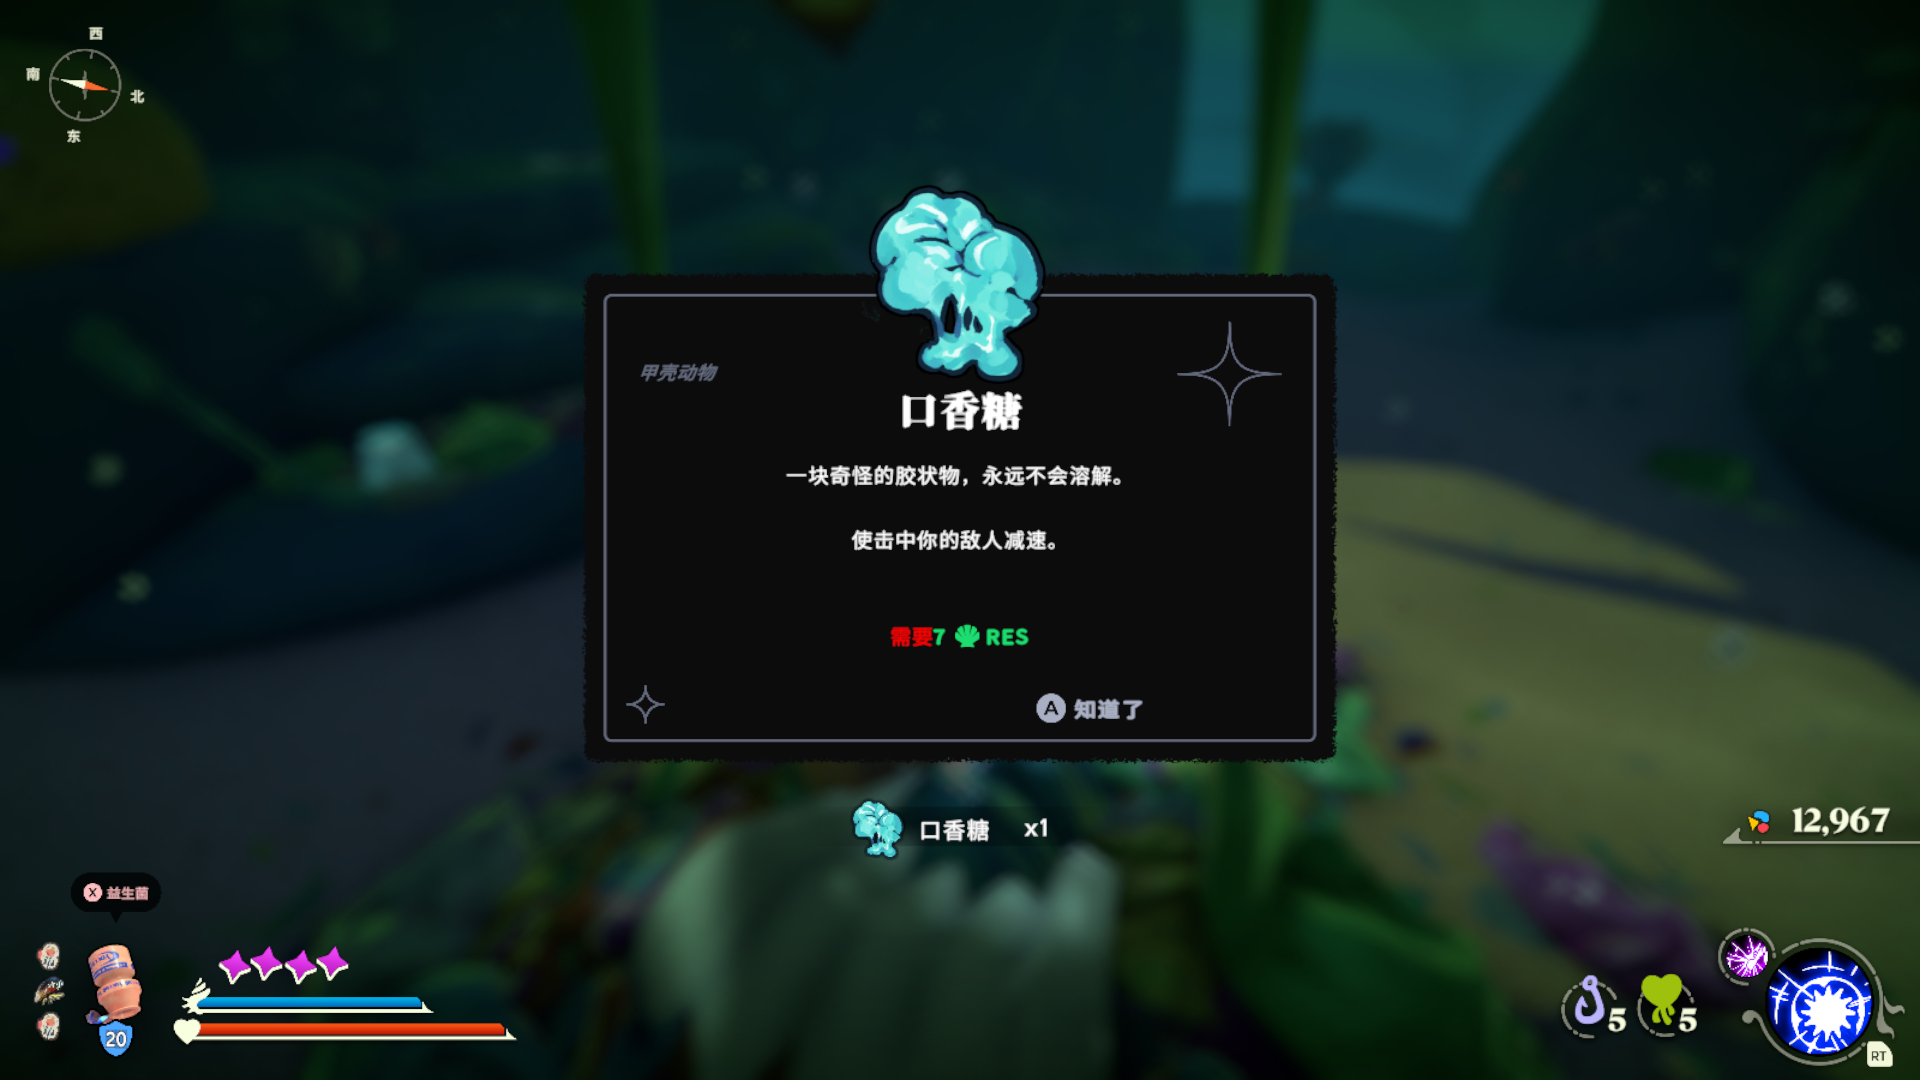 西
南
北
东
甲壳动物
口香糖
一块奇怪的胶状物，永远不会溶解。
使击中你的敌人减速。
需要7 RES
A 知道了
口香糖 x1
12,967
X 益生菌
20
5
5
RT